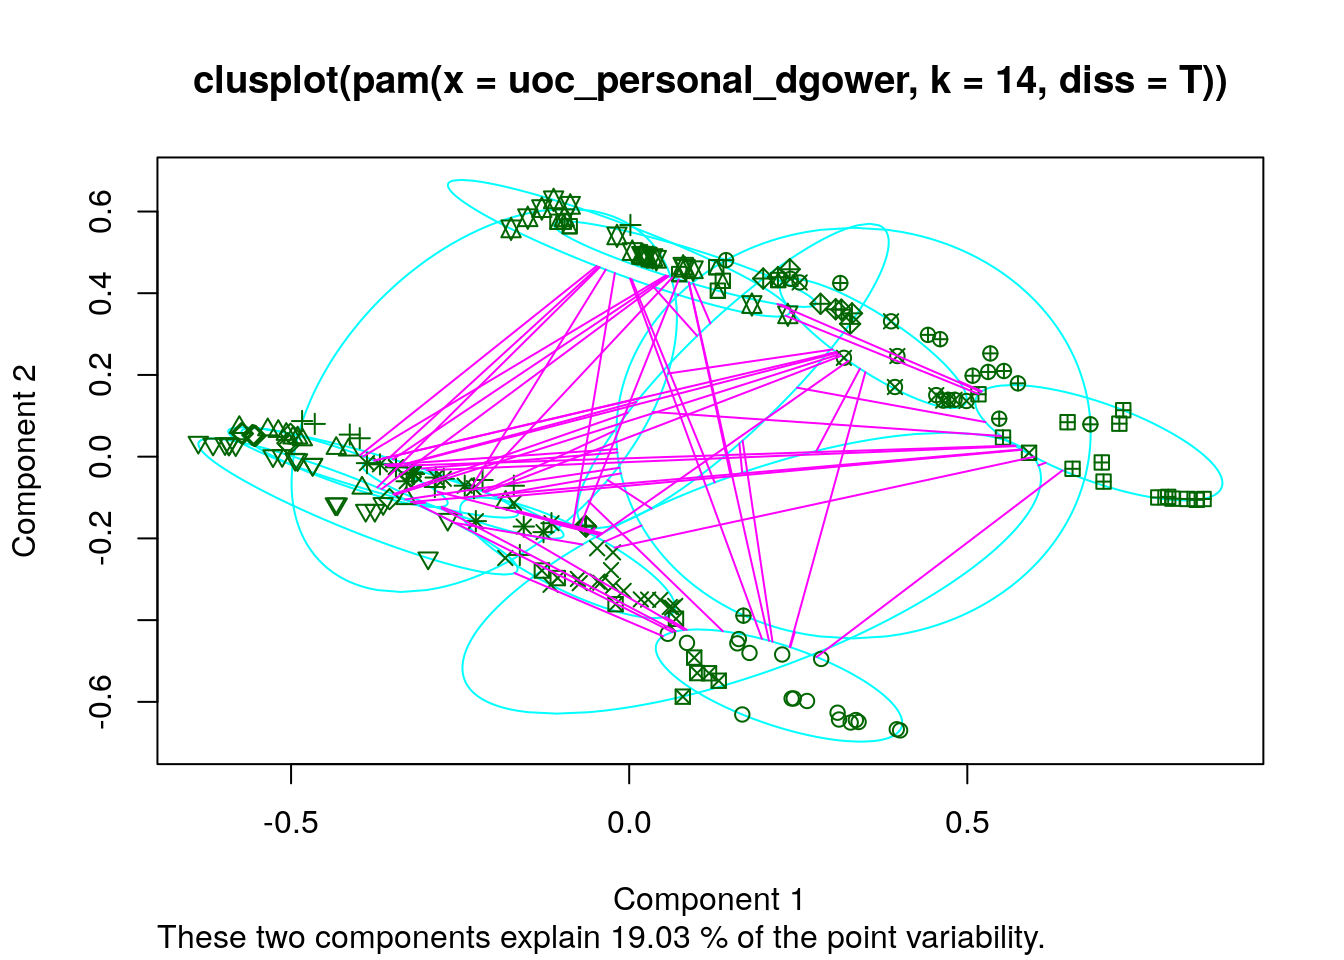 clusplot(pam(x = uoc_personal_dgower, k = 14, diss = T))
Component 2
0.6
0.4
0.2
0.0
-0.2
-0.6
-0.5 0.0 0.5
Component 1
These two components explain 19.03 % of the point variability.